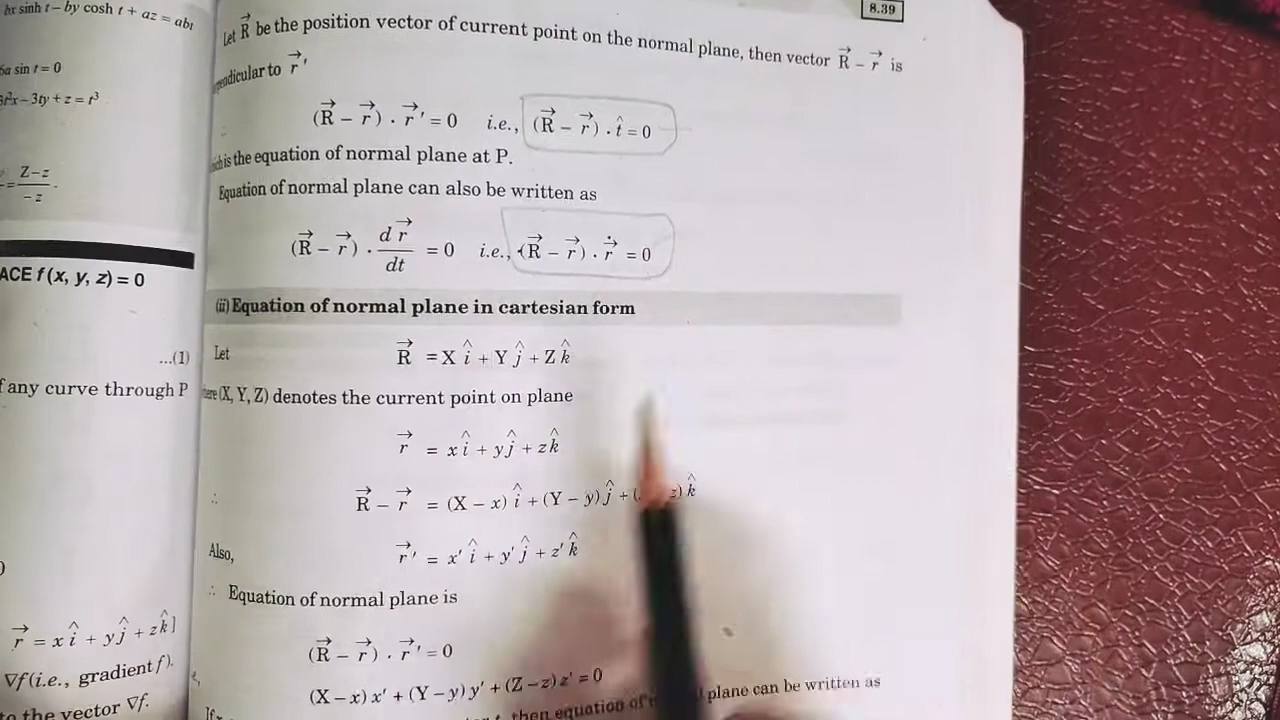 bx sinh t – by cosh t + az = abt
6a sin t = 0
3t²x – 3ty + z = t³
= Z – z / – z .
ACE f (x, y, z) = 0
...(1)
f any curve through P
r⃗ = x î + y ĵ + z k̂]
∇f (i.e., gradient f).
to the vector ∇f.
8.39
Let R⃗ be the position vector of current point on the normal plane, then vector R⃗ – r⃗ is
to r⃗ '
∴ (R⃗ – r⃗) . r⃗ ' = 0 i.e., (R⃗ – r⃗) . t̂ = 0
is the equation of normal plane at P.
Equation of normal plane can also be written as
(R⃗ – r⃗) . d r⃗ / dt = 0 i.e., (R⃗ – r⃗) . ṙ⃗ = 0
(ii) Equation of normal plane in cartesian form
Let R⃗ = X î + Y ĵ + Z k̂
(X, Y, Z) denotes the current point on plane
r⃗ = x î + y ĵ + z k̂
∴ R⃗ – r⃗ = (X – x) î + (Y – y) ĵ + ( z) k̂
Also, r⃗ ' = x' î + y' ĵ + z' k̂
∴ Equation of normal plane is
(R⃗ – r⃗) . r⃗ ' = 0
(X – x) x' + (Y – y) y' + (Z – z) z' = 0
If then equation of plane can be written as